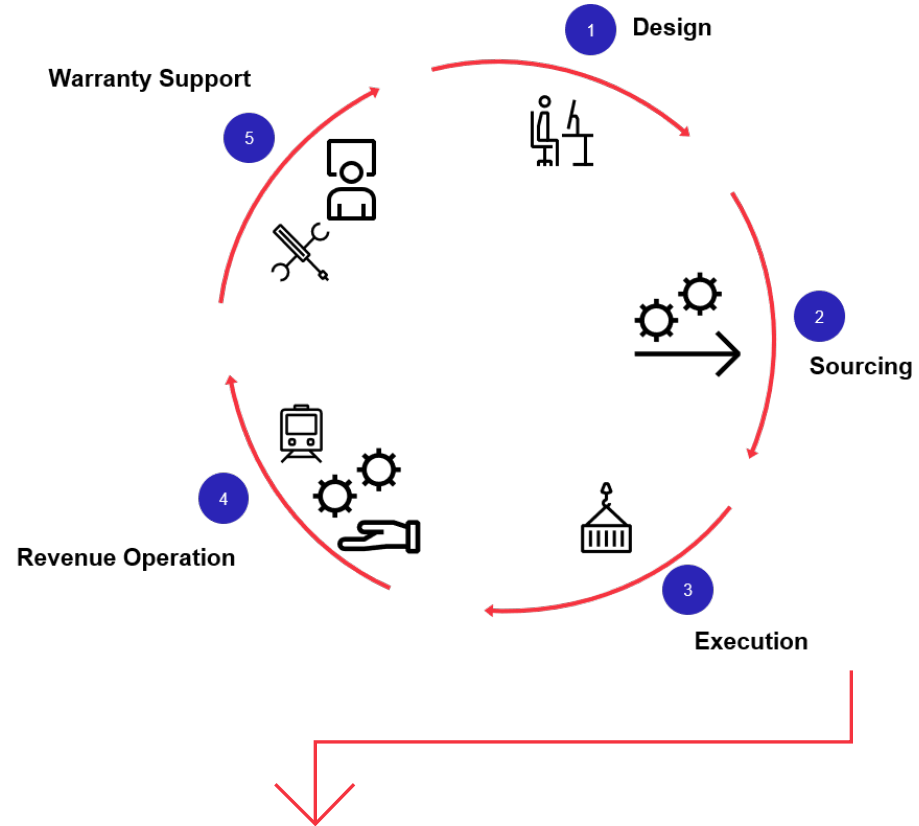 1
Design
2
Sourcing
3
Execution
4
Revenue Operation
5
Warranty Support